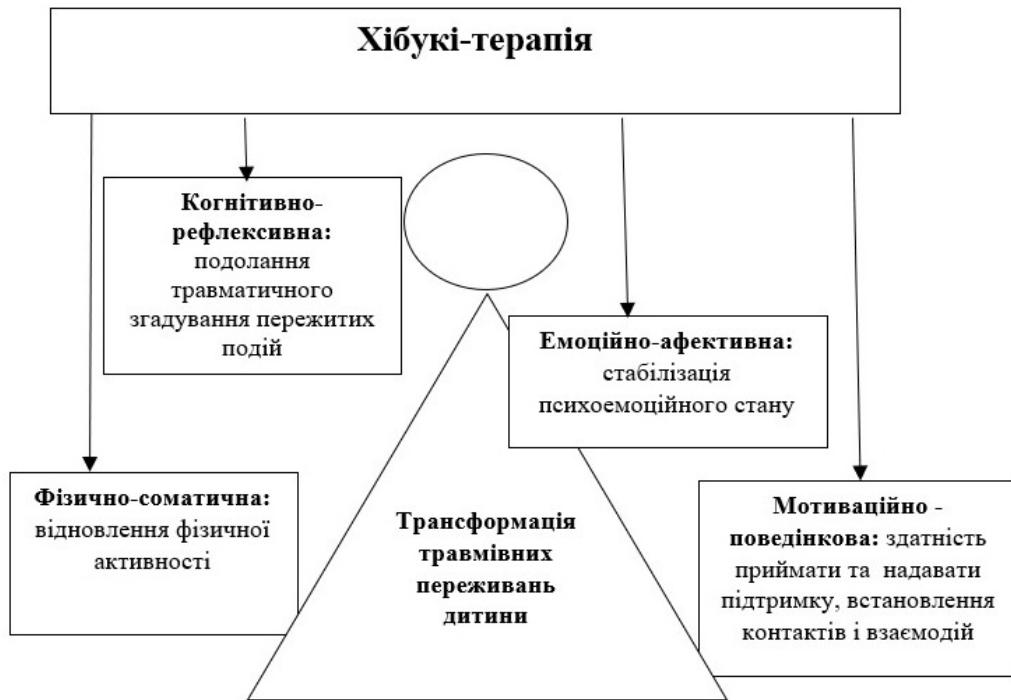 Хібукі-терапія
Когнітивно-
рефлексивна:
подолання
травматичного
згадування пережитих
подій
Емоційно-афективна:
стабілізація
психоемоційного стану
Фізично-соматична:
відновлення фізичної
активності
Трансформація
травмівних
переживань
дитини
Мотиваційно -
поведінкова: здатність
приймати та надавати
підтримку, встановлення
контактів і взаємодій